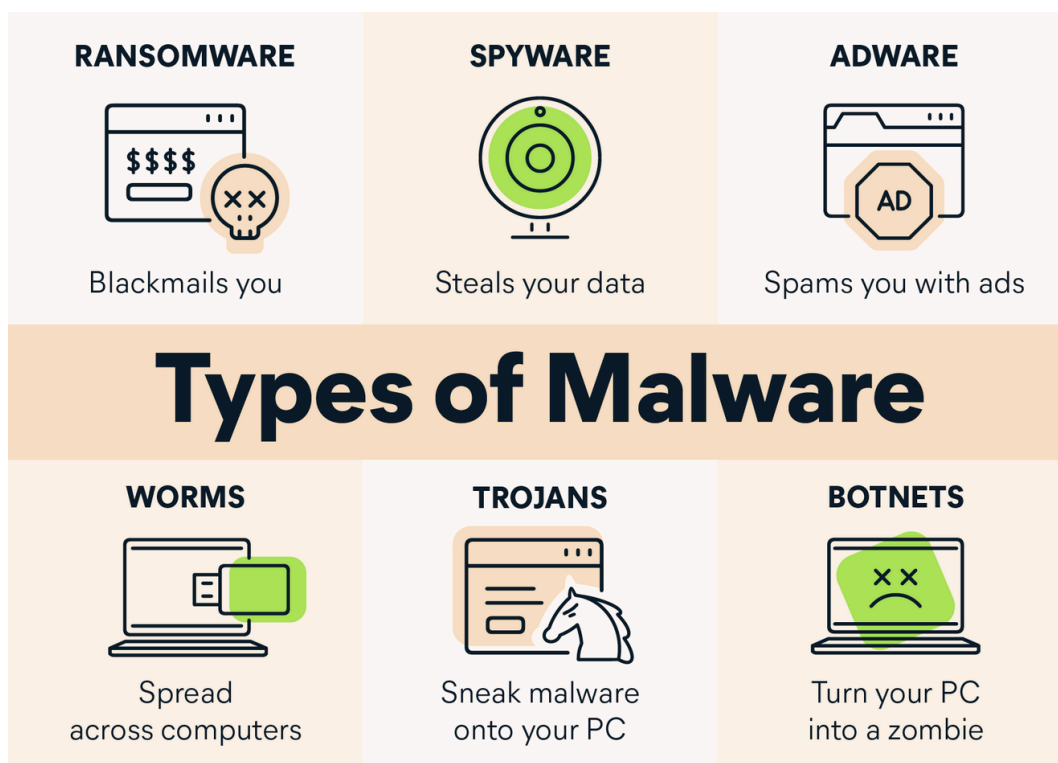 RANSOMWARE
SPYWARE
ADWARE
$$$$
AD
Blackmails you
Steals your data
Spams you with ads
Types of Malware
WORMS
TROJANS
BOTNETS
Spread
across computers
Sneak malware
onto your PC
Turn your PC
into a zombie